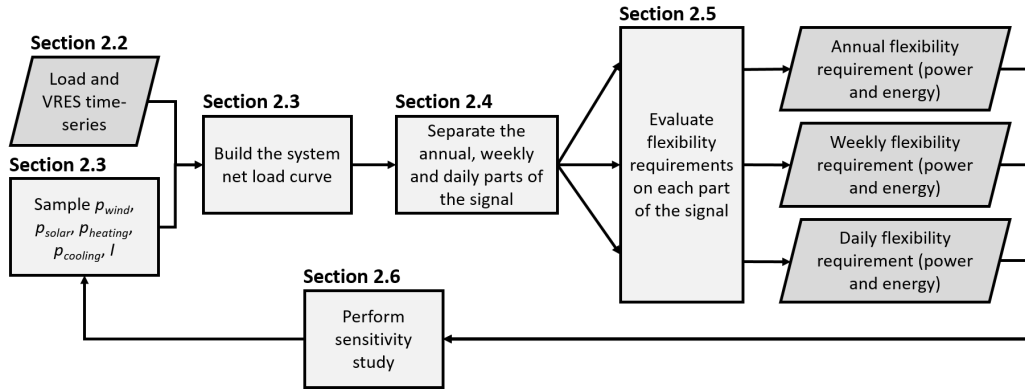 Section 2.2
Load and
VRES time-
series
Section 2.3
Sample p_wind,
p_solar, p_heating,
p_cooling, I
Section 2.3
Build the system
net load curve
Section 2.4
Separate the
annual, weekly
and daily parts of
the signal
Section 2.5
Evaluate
flexibility
requirements
on each part
of the signal
Annual flexibility
requirement (power
and energy)
Weekly flexibility
requirement (power
and energy)
Daily flexibility
requirement (power
and energy)
Section 2.6
Perform
sensitivity
study